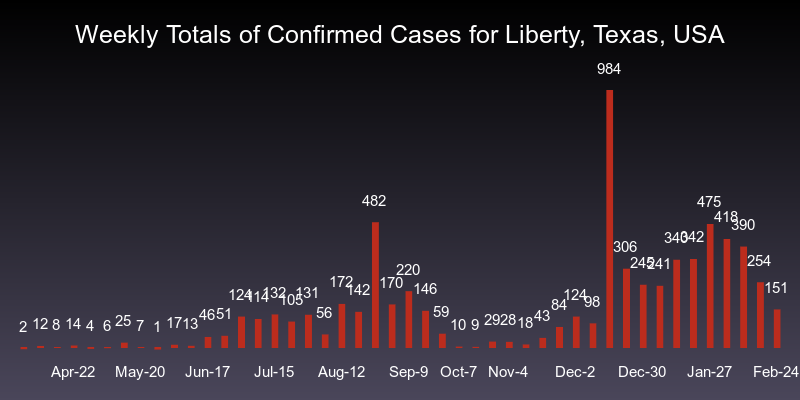 Weekly Totals of Confirmed Cases for Liberty, Texas, USA
984
482
475
418
390
340 342
306
245 241 254
220
172 170
142 146 151
124 114 132 105 131 124
98
84
46 51 56 59
43
2 12 8 14 4 6 25 7 1 17 13 10 9 29 28 18
Apr-22 May-20 Jun-17 Jul-15 Aug-12 Sep-9 Oct-7 Nov-4 Dec-2 Dec-30 Jan-27 Feb-24